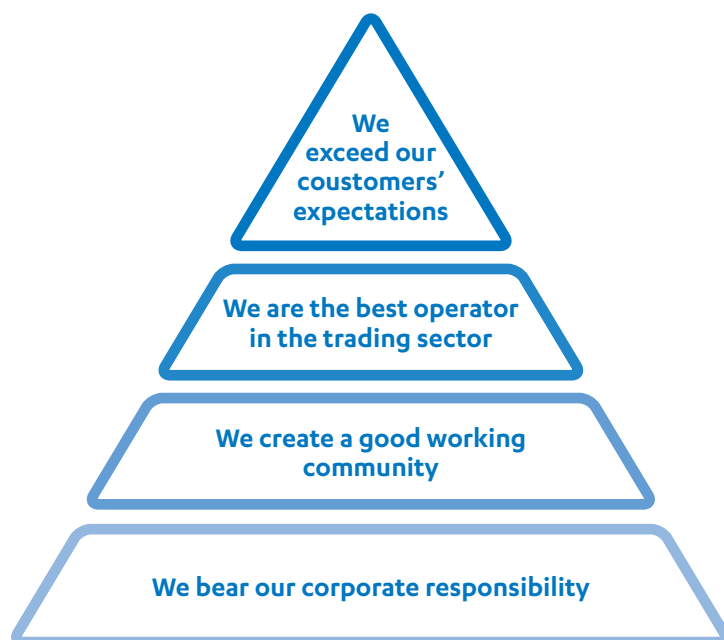 We
exceed our
coustomers’
expectations
We are the best operator
in the trading sector
We create a good working
community
We bear our corporate responsibility